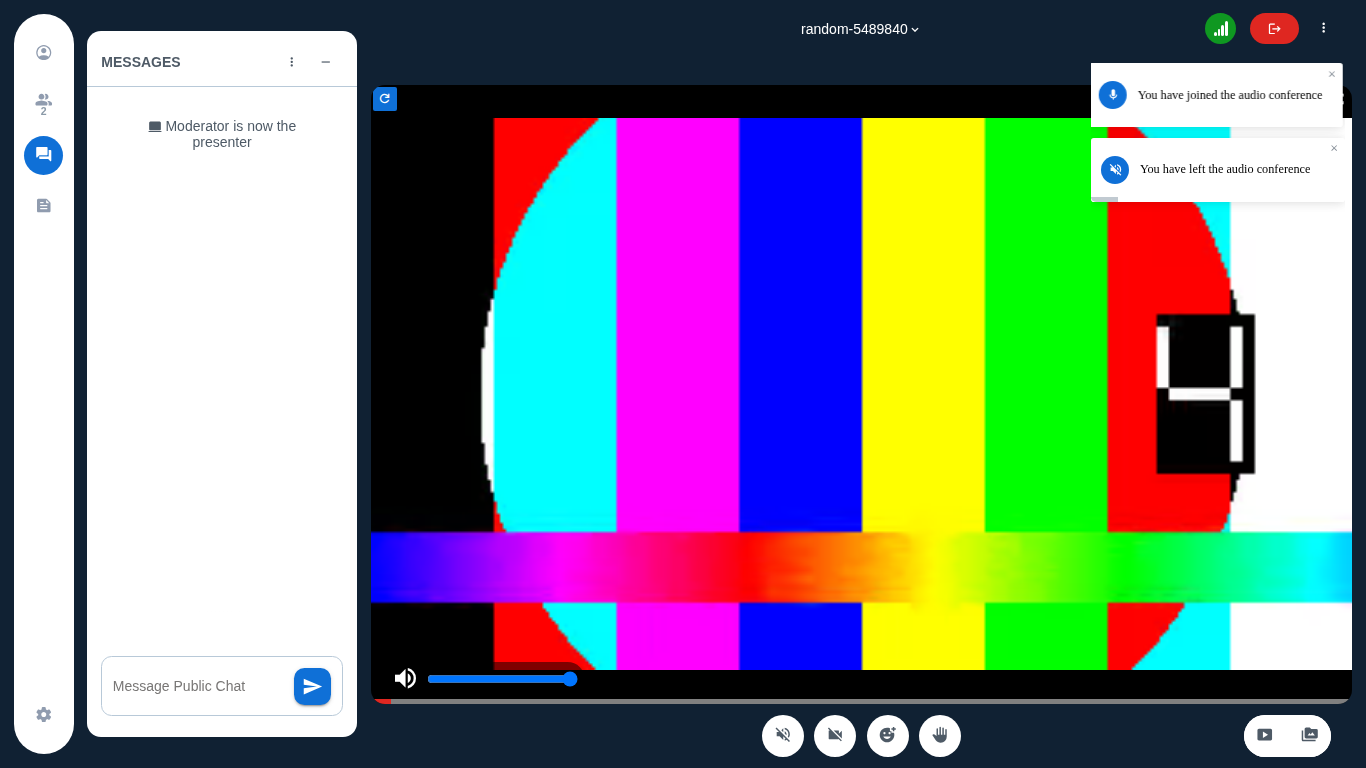 random-5489840
2
MESSAGES
Moderator is now the
presenter
You have joined the audio conference
You have left the audio conference
4
Message Public Chat